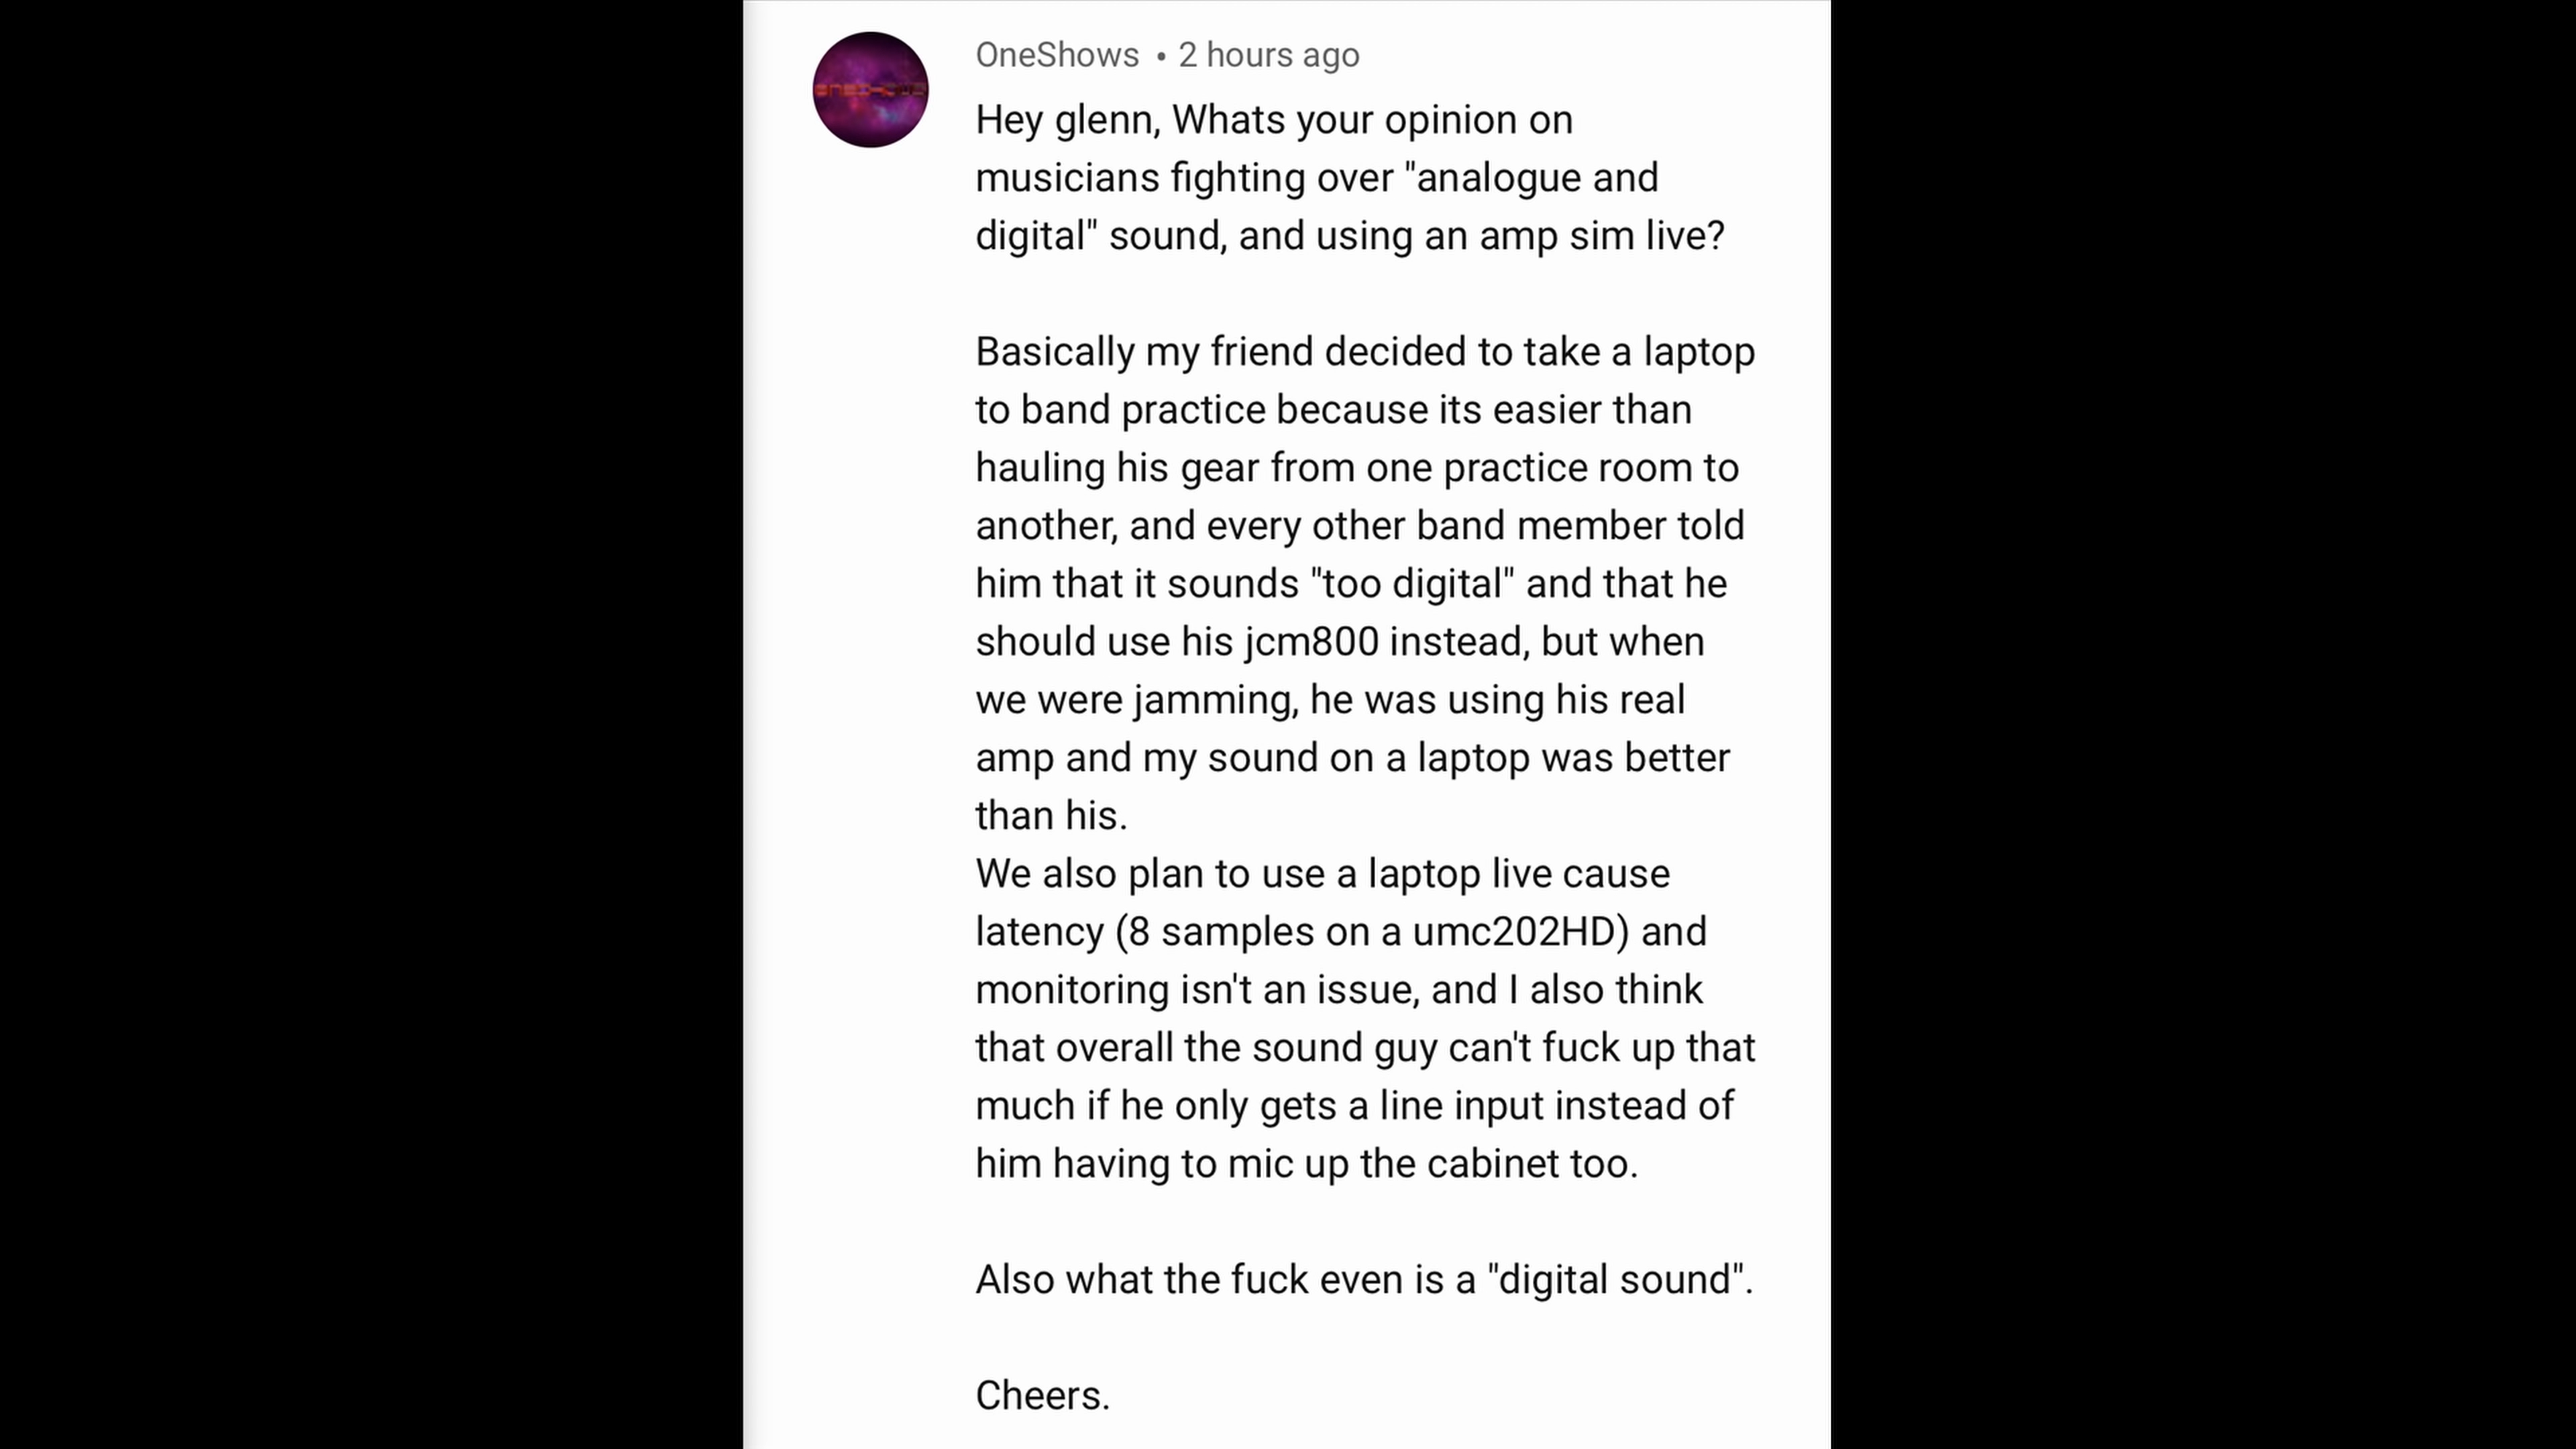 OneShows • 2 hours ago
Hey glenn, Whats your opinion on
musicians fighting over "analogue and
digital" sound, and using an amp sim live?
Basically my friend decided to take a laptop
to band practice because its easier than
hauling his gear from one practice room to
another, and every other band member told
him that it sounds "too digital" and that he
should use his jcm800 instead, but when
we were jamming, he was using his real
amp and my sound on a laptop was better
than his.
We also plan to use a laptop live cause
latency (8 samples on a umc202HD) and
monitoring isn't an issue, and I also think
that overall the sound guy can't fuck up that
much if he only gets a line input instead of
him having to mic up the cabinet too.
Also what the fuck even is a "digital sound".
Cheers.